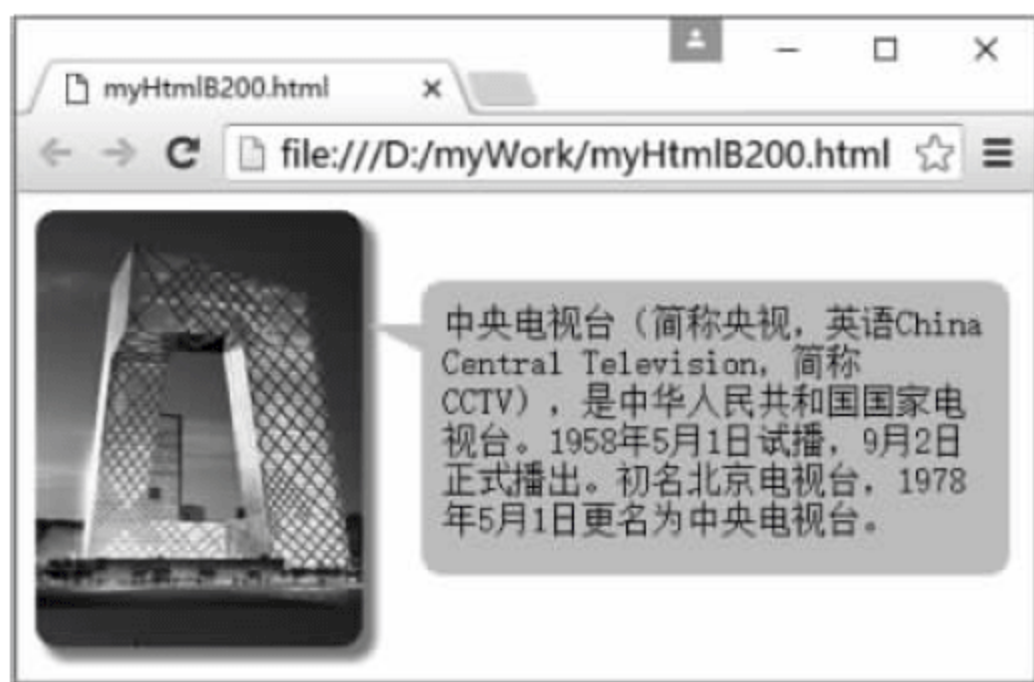 myHtmlB200.html
file:///D:/myWork/myHtmlB200.html
中央电视台（简称央视，英语China
Central Television，简称
CCTV），是中华人民共和国国家电
视台。1958年5月1日试播，9月2日
正式播出。初名北京电视台，1978
年5月1日更名为中央电视台。